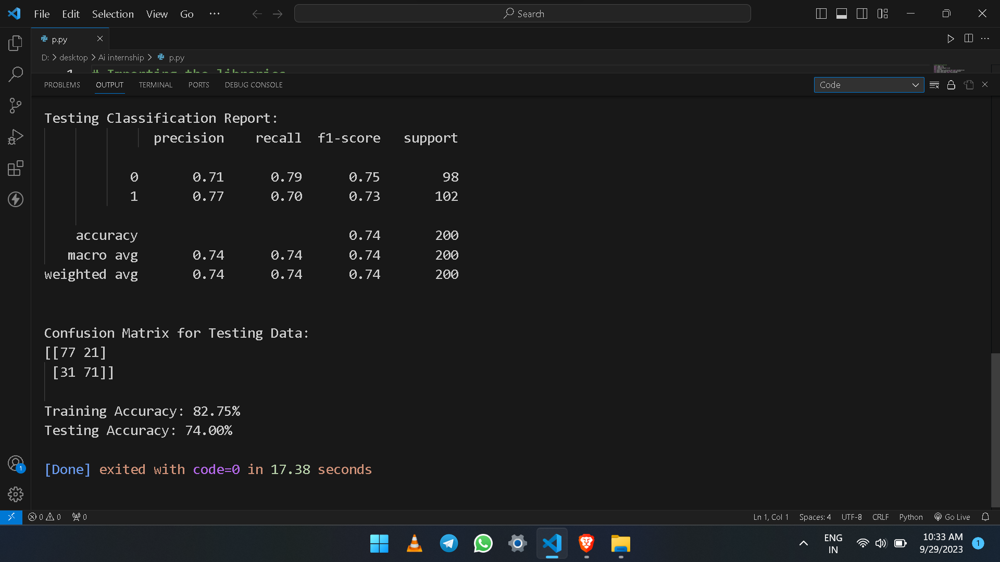 File Edit Selection View Go ··· Search
p.py
D: > desktop > Ai internship > p.py
1 # Importing the libraries
PROBLEMS OUTPUT TERMINAL PORTS DEBUG CONSOLE Code
Testing Classification Report:
precision recall f1-score support
0 0.71 0.79 0.75 98
1 0.77 0.70 0.73 102
accuracy 0.74 200
macro avg 0.74 0.74 0.74 200
weighted avg 0.74 0.74 0.74 200
Confusion Matrix for Testing Data:
[[77 21]
[31 71]]
Training Accuracy: 82.75%
Testing Accuracy: 74.00%
[Done] exited with code=0 in 17.38 seconds
1
0 0 0 Ln 1, Col 1 Spaces: 4 UTF-8 CRLF Python Go Live
ENG 10:33 AM
IN 9/29/2023 1